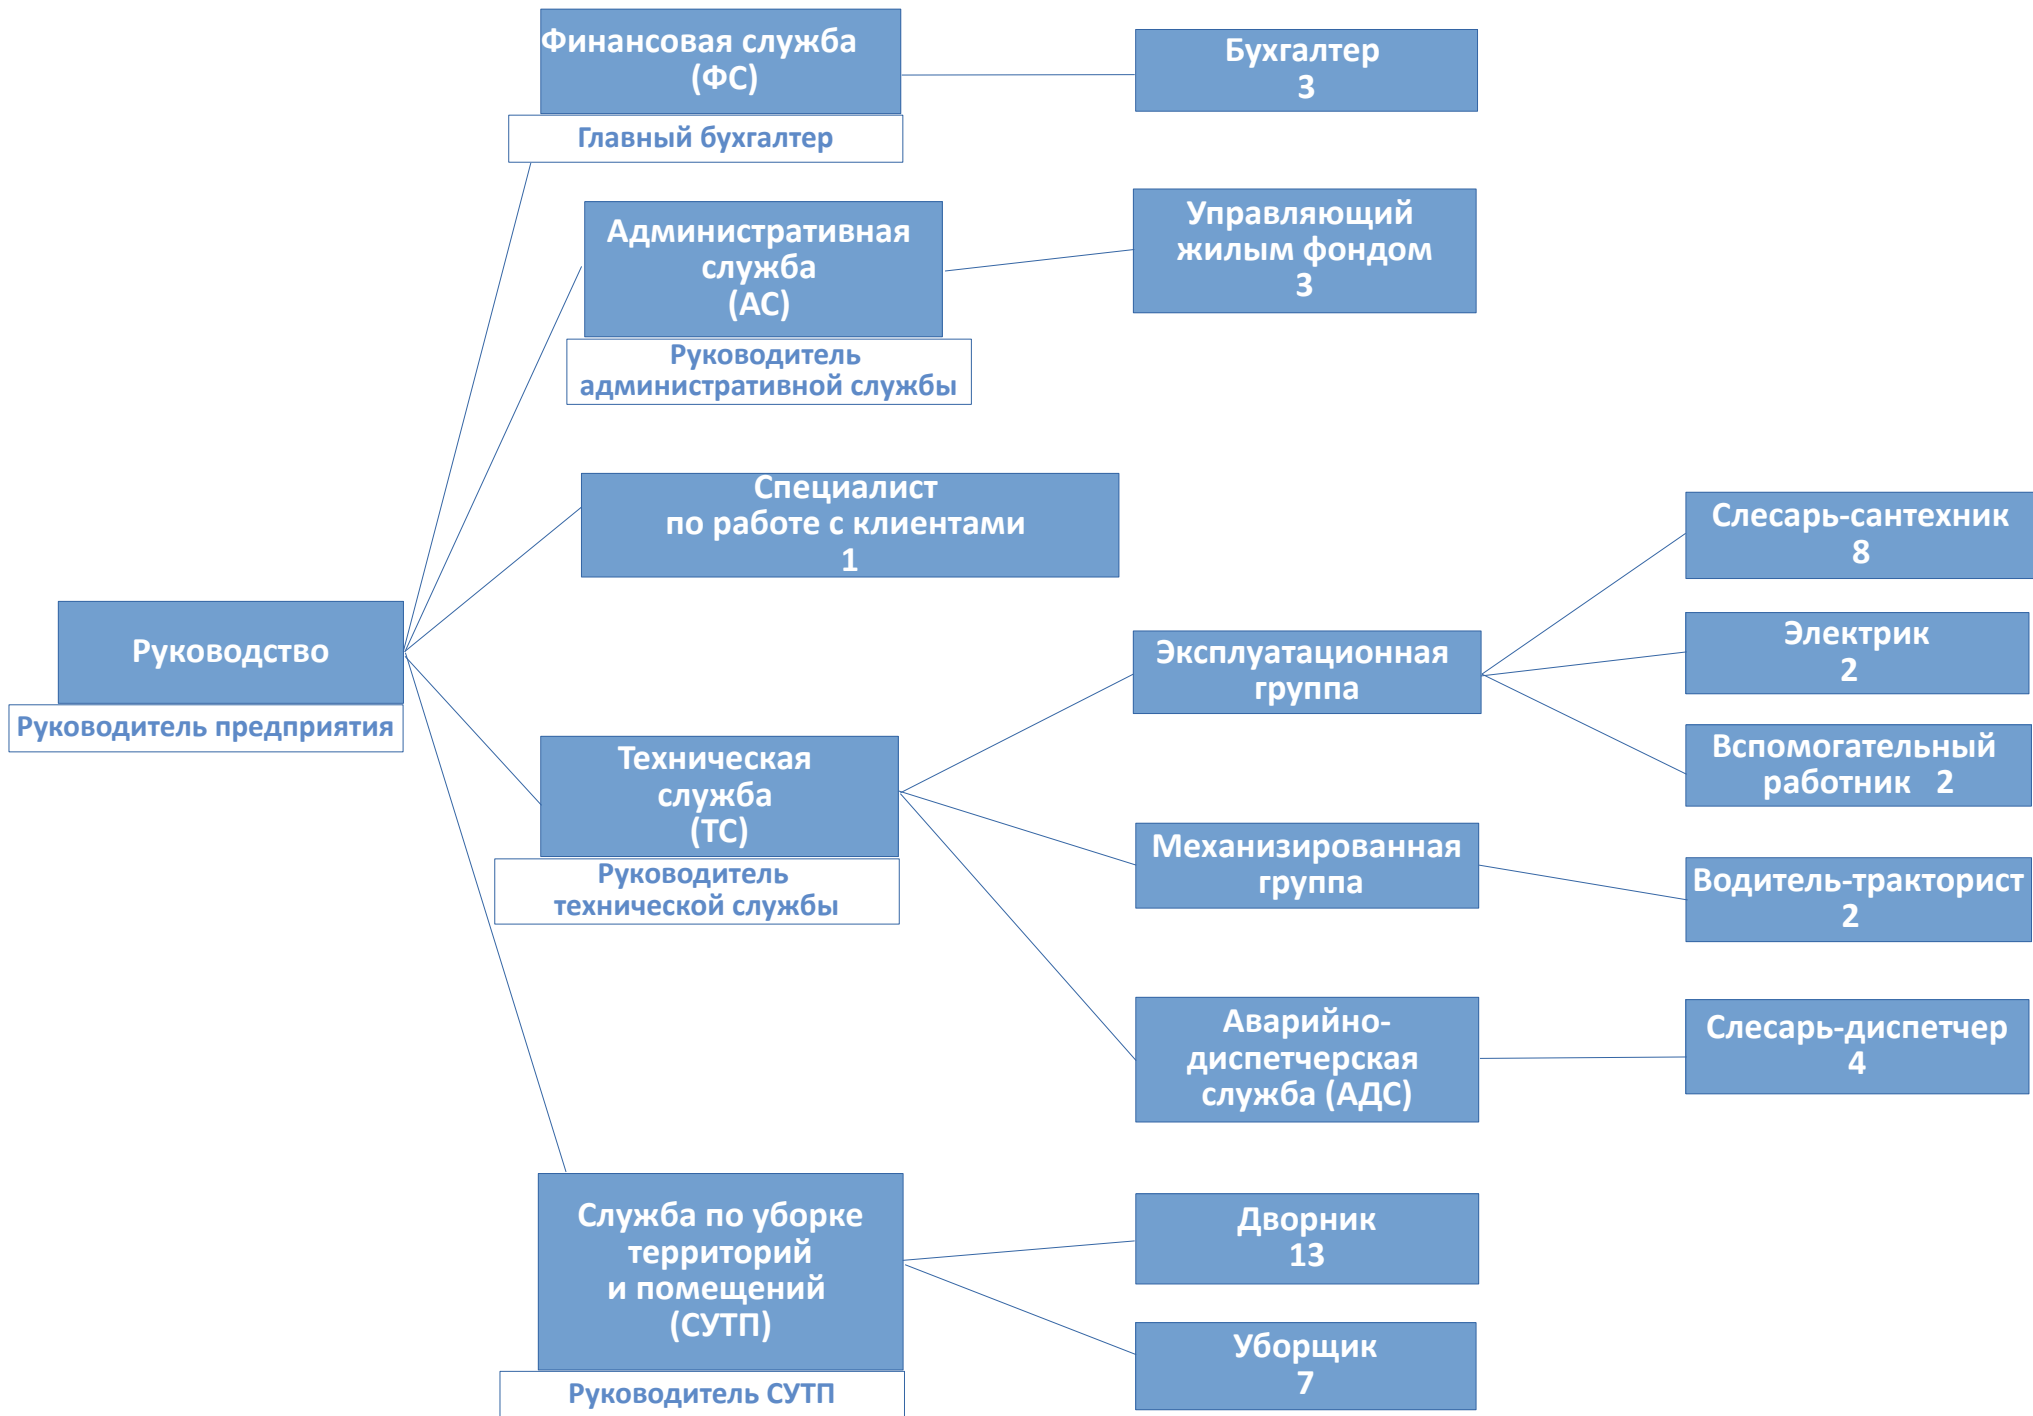 Финансовая служба
(ФС)
Главный бухгалтер
Бухгалтер
3
Административная
служба
(АС)
Руководитель
административной службы
Управляющий
жилым фондом
3
Специалист
по работе с клиентами
1
Руководство
Руководитель предприятия
Техническая
служба
(ТС)
Руководитель
технической службы
Эксплуатационная
группа
Слесарь-сантехник
8
Электрик
2
Вспомогательный
работник 2
Механизированная
группа
Водитель-тракторист
2
Аварийно-
диспетчерская
служба (АДС)
Слесарь-диспетчер
4
Служба по уборке
территорий
и помещений
(СУТП)
Руководитель СУТП
Дворник
13
Уборщик
7